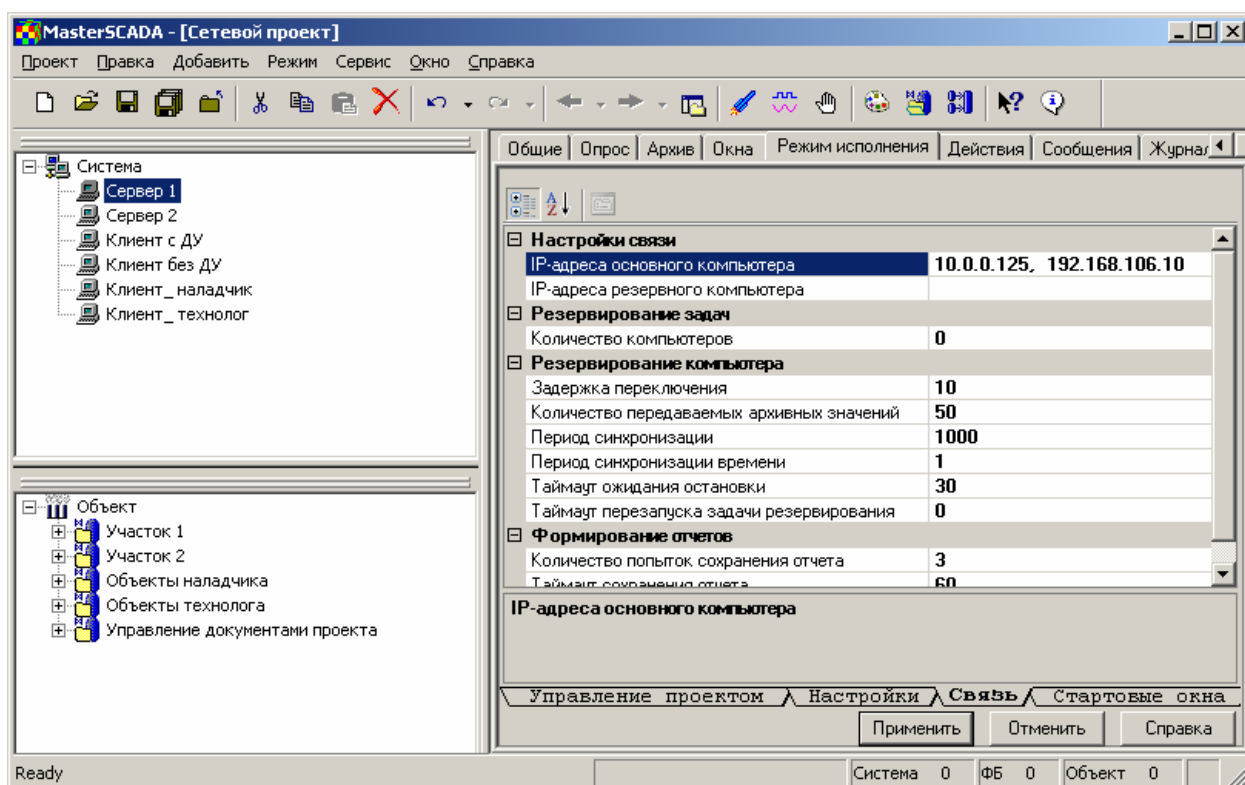 MasterSCADA - [Сетевой проект]
Проект Правка Добавить Режим Сервис Окно Справка
Система
Сервер 1
Сервер 2
Клиент с ДУ
Клиент без ДУ
Клиент_ наладчик
Клиент_ технолог
Объект
Участок 1
Участок 2
Объекты наладчика
Объекты технолога
Управление документами проекта
Общие Опрос Архив Окна Режим исполнения Действия Сообщения Журнал
Настройки связи
IP-адреса основного компьютера 10.0.0.125, 192.168.106.10
IP-адреса резервного компьютера
Резервирование задач
Количество компьютеров 0
Резервирование компьютера
Задержка переключения 10
Количество передаваемых архивных значений 50
Период синхронизации 1000
Период синхронизации времени 1
Таймаут ожидания остановки 30
Таймаут перезапуска задачи резервирования 0
Формирование отчетов
Количество попыток сохранения отчета 3
Таймаут сохранения отчета 60
IP-адреса основного компьютера
Управление проектом Настройки Связь Стартовые окна
Применить Отменить Справка
Ready Система 0 ФБ 0 Объект 0